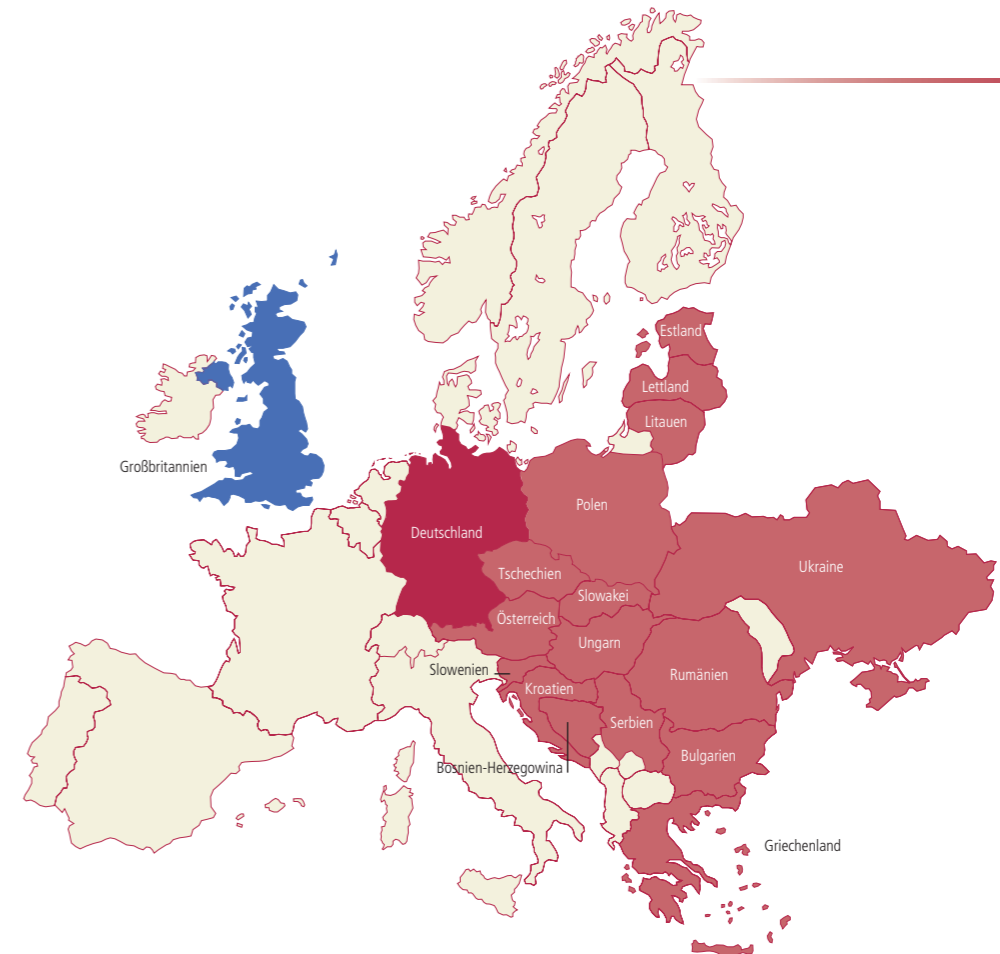 Estland
Lettland
Litauen
Großbritannien
Polen
Deutschland
Ukraine
Tschechien
Slowakei
Österreich
Ungarn
Slowenien
Rumänien
Kroatien
Serbien
Bulgarien
Bosnien-Herzegowina
Griechenland